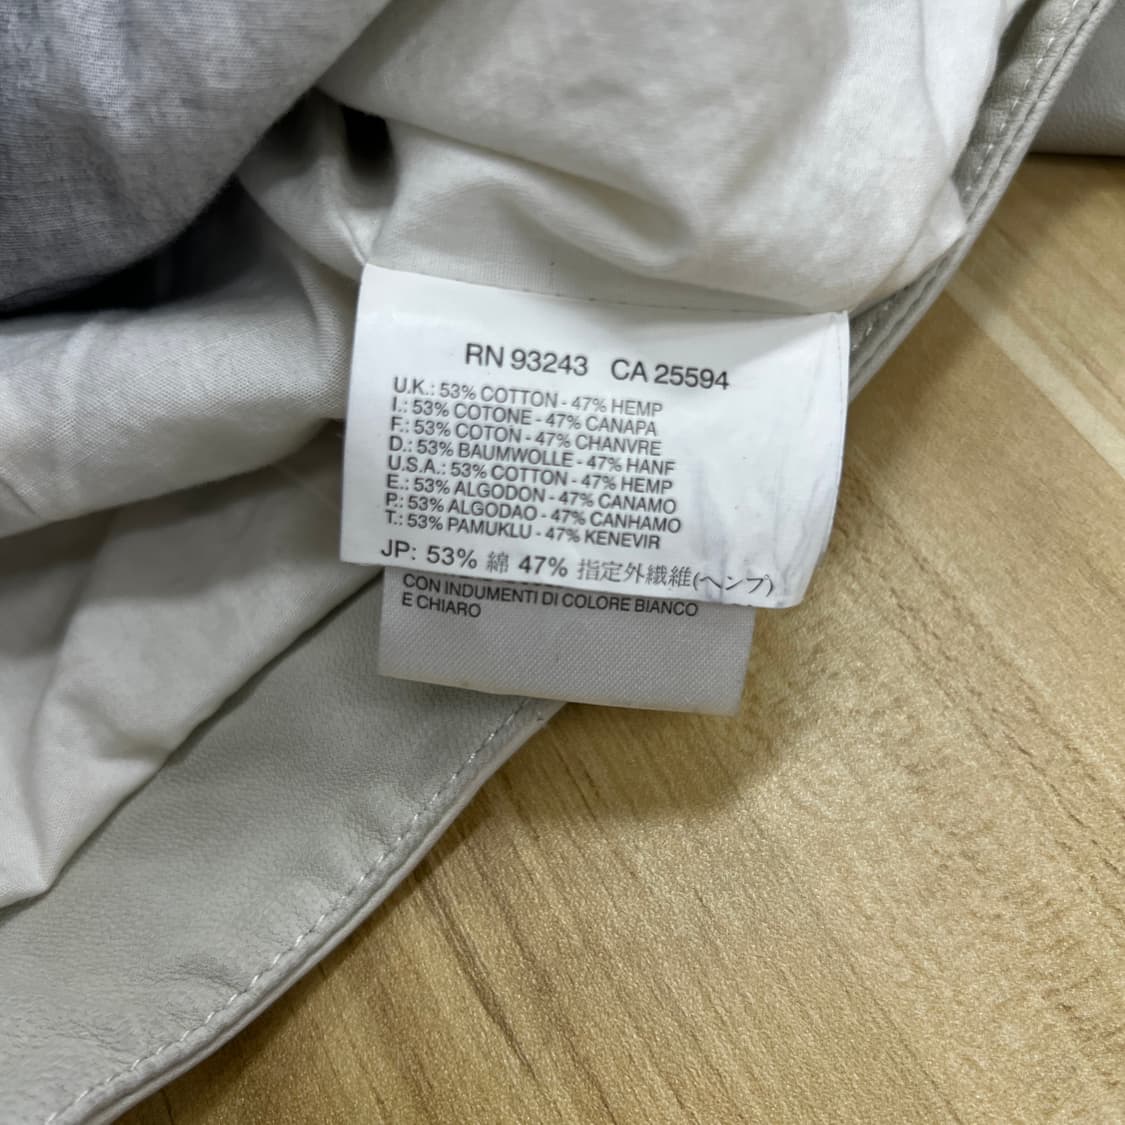 RN 93243 CA 25594
U.K.: 53% COTTON - 47% HEMP
I.: 53% COTONE - 47% CANAPA
F.: 53% COTON - 47% CHANVRE
D.: 53% BAUMWOLLE - 47% HANF
U.S.A.: 53% COTTON - 47% HEMP
E.: 53% ALGODON - 47% CANAMO
P.: 53% ALGODAO - 47% CANHAMO
T.: 53% PAMUKLU - 47% KENEVIR
JP: 53% 綿 47% 指定外繊維(ヘンプ)
CON INDUMENTI DI COLORE BIANCO
E CHIARO